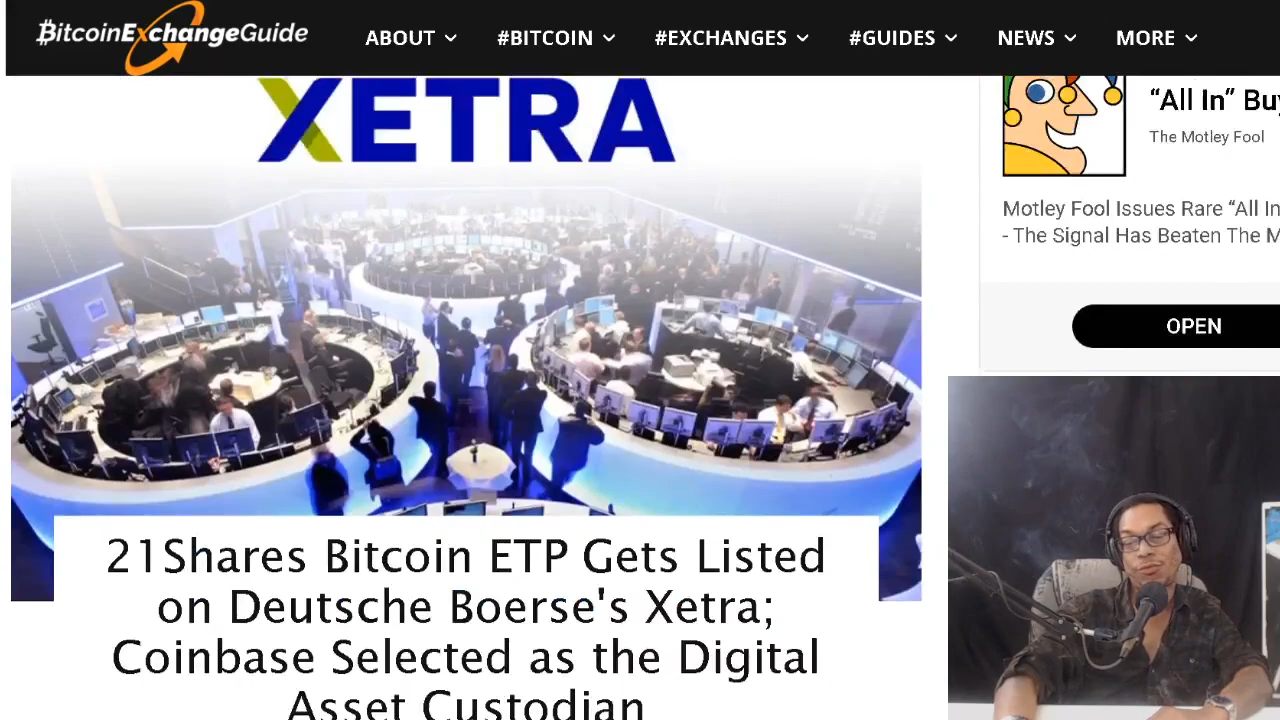 BitcoinExchangeGuide
ABOUT #BITCOIN #EXCHANGES #GUIDES NEWS MORE
XETRA
"All In" Bu
The Motley Fool
Motley Fool Issues Rare "All In
- The Signal Has Beaten The M
OPEN
21Shares Bitcoin ETP Gets Listed
on Deutsche Boerse's Xetra;
Coinbase Selected as the Digital
Asset Custodian